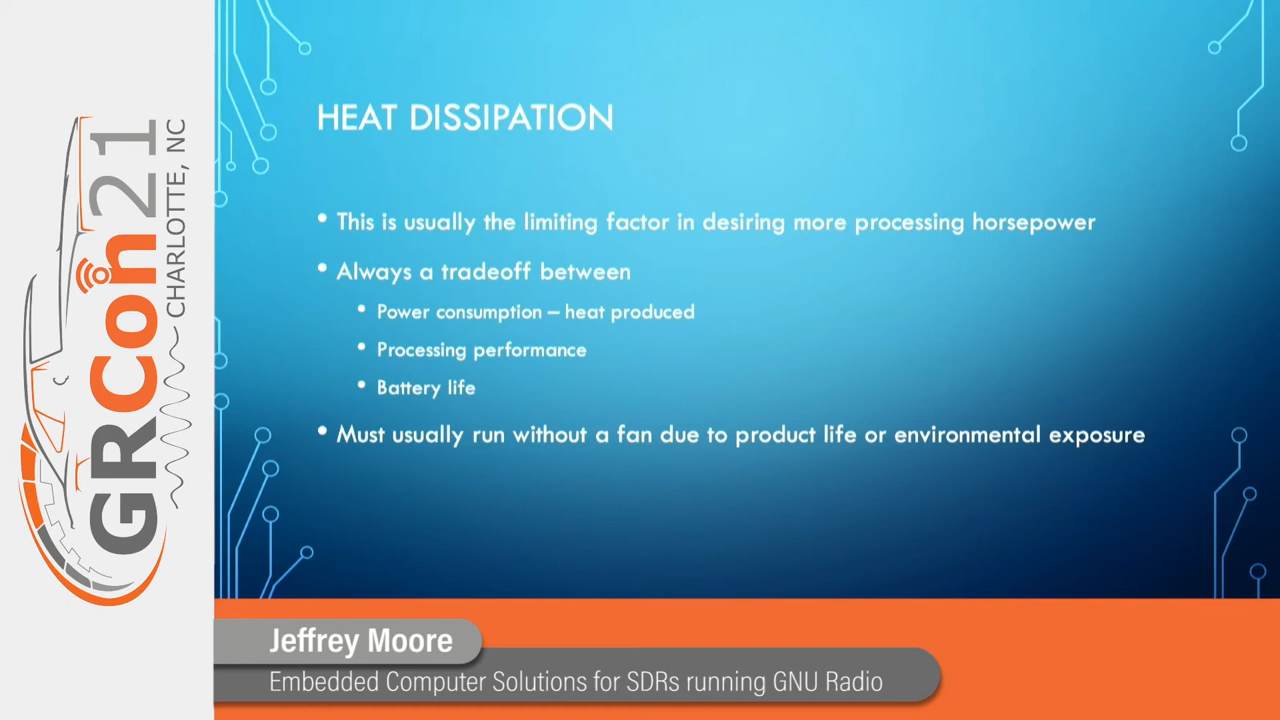 GRCon21
CHARLOTTE, NC
HEAT DISSIPATION
• This is usually the limiting factor in desiring more processing horsepower
• Always a tradeoff between
• Power consumption – heat produced
• Processing performance
• Battery life
• Must usually run without a fan due to product life or environmental exposure
Jeffrey Moore
Embedded Computer Solutions for SDRs running GNU Radio